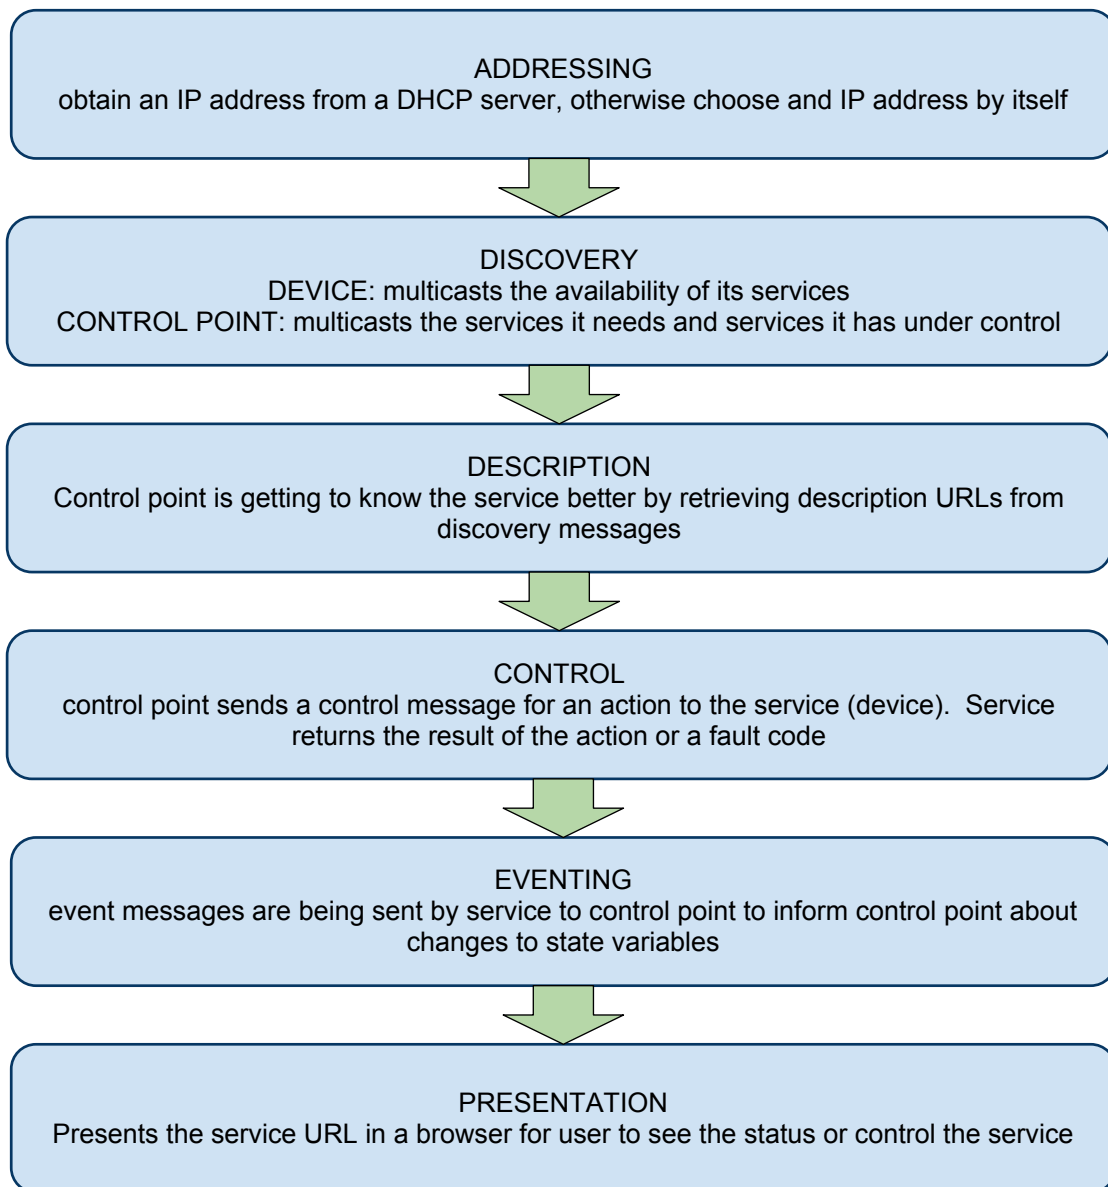 ADDRESSING
obtain an IP address from a DHCP server, otherwise choose and IP address by itself
DISCOVERY
DEVICE: multicasts the availability of its services
CONTROL POINT: multicasts the services it needs and services it has under control
DESCRIPTION
Control point is getting to know the service better by retrieving description URLs from
discovery messages
CONTROL
control point sends a control message for an action to the service (device).  Service
returns the result of the action or a fault code
EVENTING
event messages are being sent by service to control point to inform control point about
changes to state variables
PRESENTATION
Presents the service URL in a browser for user to see the status or control the service